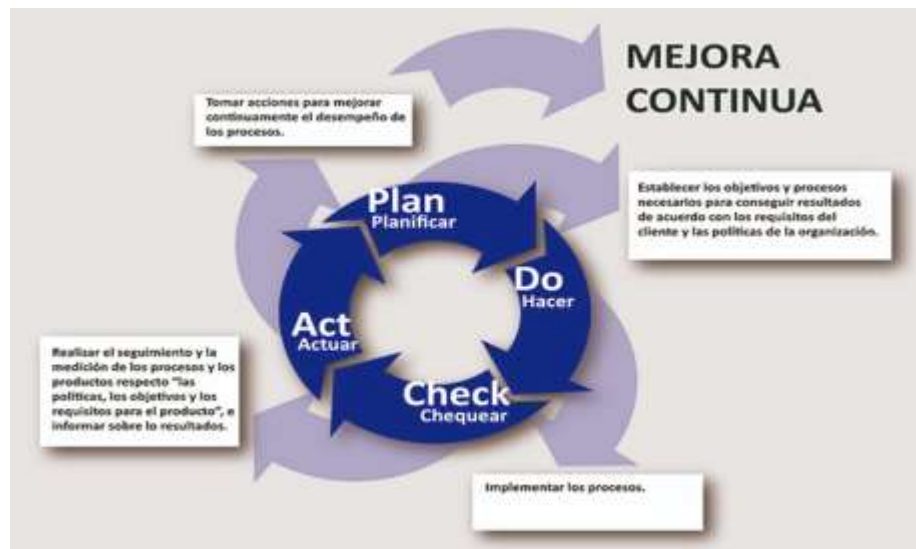 MEJORA
CONTINUA
Tomar acciones para mejorar
continuamente el desempeño de
los procesos.
Establecer los objetivos y procesos
necesarios para conseguir resultados
de acuerdo con los requisitos del
cliente y las políticas de la organización.
Plan
Planificar
Do
Hacer
Act
Actuar
Check
Chequear
Realizar el seguimiento y la
medición de los procesos y los
productos respecto "las
políticas, los objetivos y los
requisitos para el producto", e
informar sobre lo resultados.
Implementar los procesos.